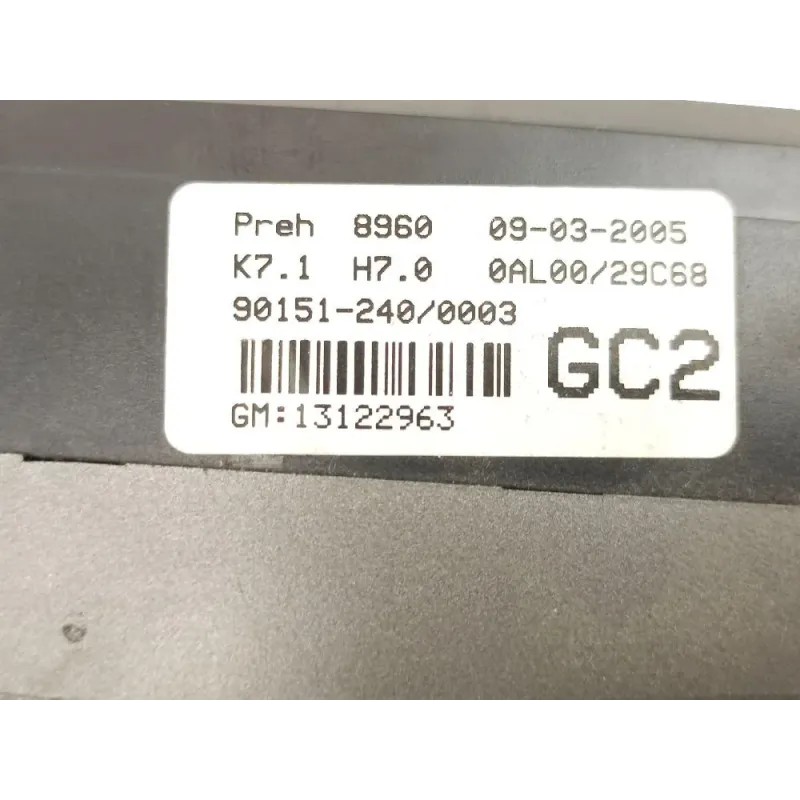 Preh 8960 09-03-2005
K7.1 H7.0 0AL00/29C68
90151-240/0003
GC2
GM:13122963